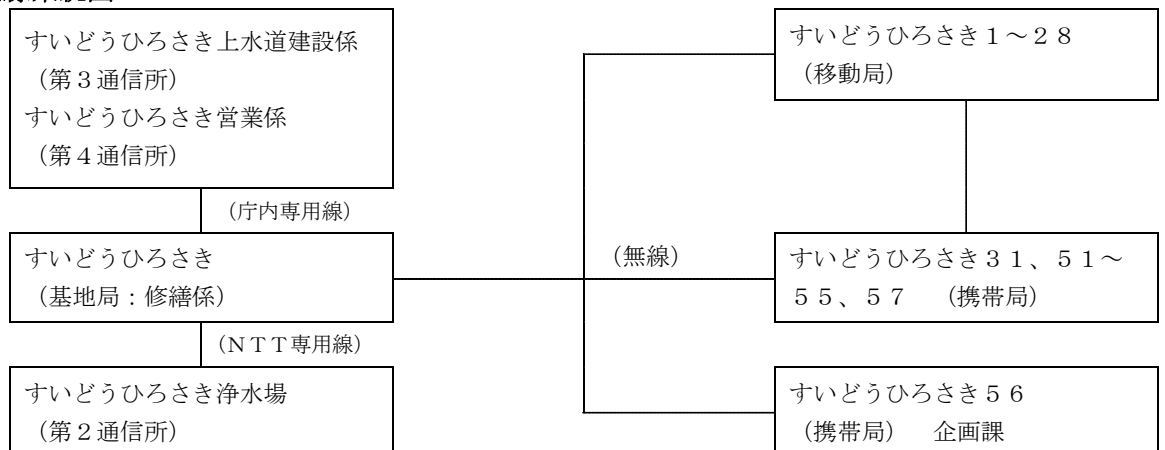 すいどうひろさき上水道建設係
（第３通信所）
すいどうひろさき営業係
（第４通信所）
（庁内専用線）
すいどうひろさき
（基地局：修繕係）
（ＮＴＴ専用線）
すいどうひろさき浄水場
（第２通信所）
（無線）
すいどうひろさき１～２８
（移動局）
すいどうひろさき３１、５１～
５５、５７　（携帯局）
すいどうひろさき５６
（携帯局）　企画課